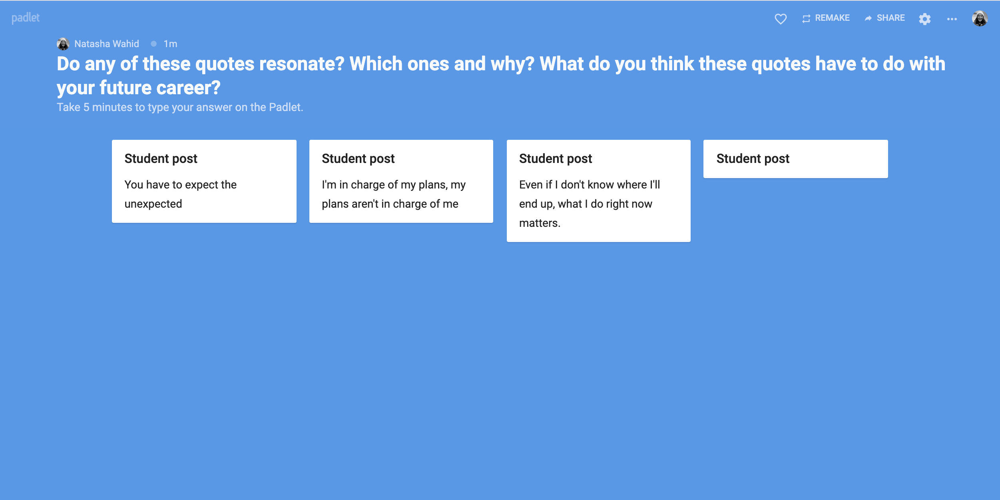 padlet
REMAKE
SHARE
Natasha Wahid
1m
Do any of these quotes resonate? Which ones and why? What do you think these quotes have to do with
your future career?
Take 5 minutes to type your answer on the Padlet.
Student post
You have to expect the
unexpected
Student post
I'm in charge of my plans, my
plans aren't in charge of me
Student post
Even if I don't know where I'll
end up, what I do right now
matters.
Student post